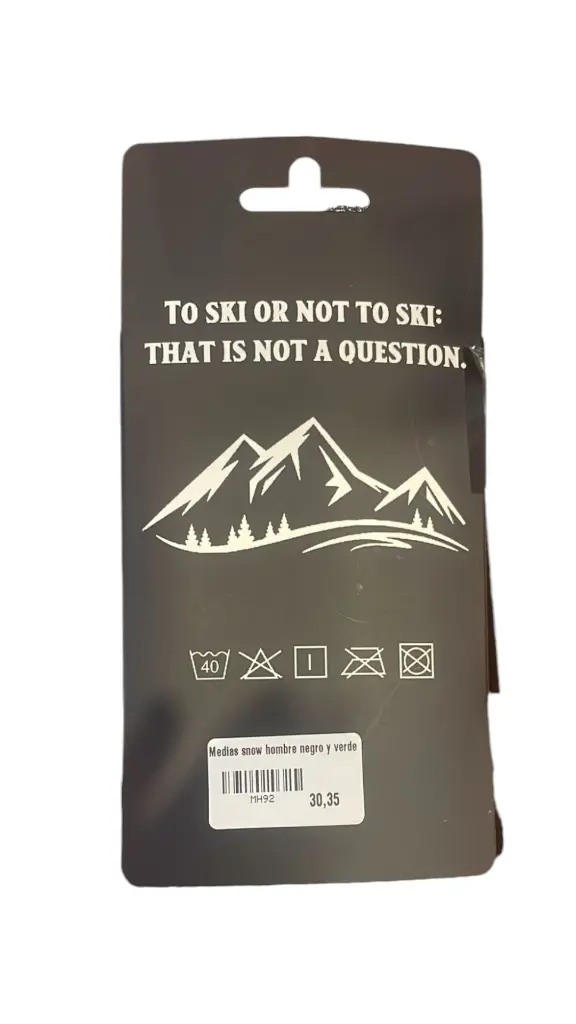 TO SKI OR NOT TO SKI:
THAT IS NOT A QUESTION.
40
Medias snow hombre negro y verde
MH92
30,35